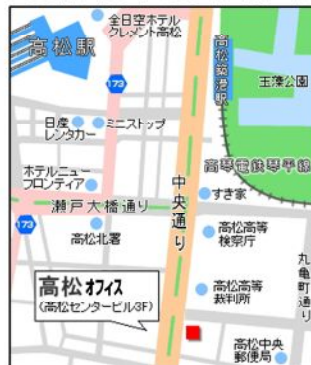 全日空ホテル
クレメント高松
高松駅
高松築港駅
玉藻公園
173
日産
レンタカー
ミニストップ
高琴電鉄琴平線
ホテルニュー
フロンティア
中央通り
すき家
瀬戸大橋通り
173
高松北署
高松高等
検察庁
丸亀町通り
高松オフィス
(高松センタービル3F)
高松高等
裁判所
高松中央
郵便局